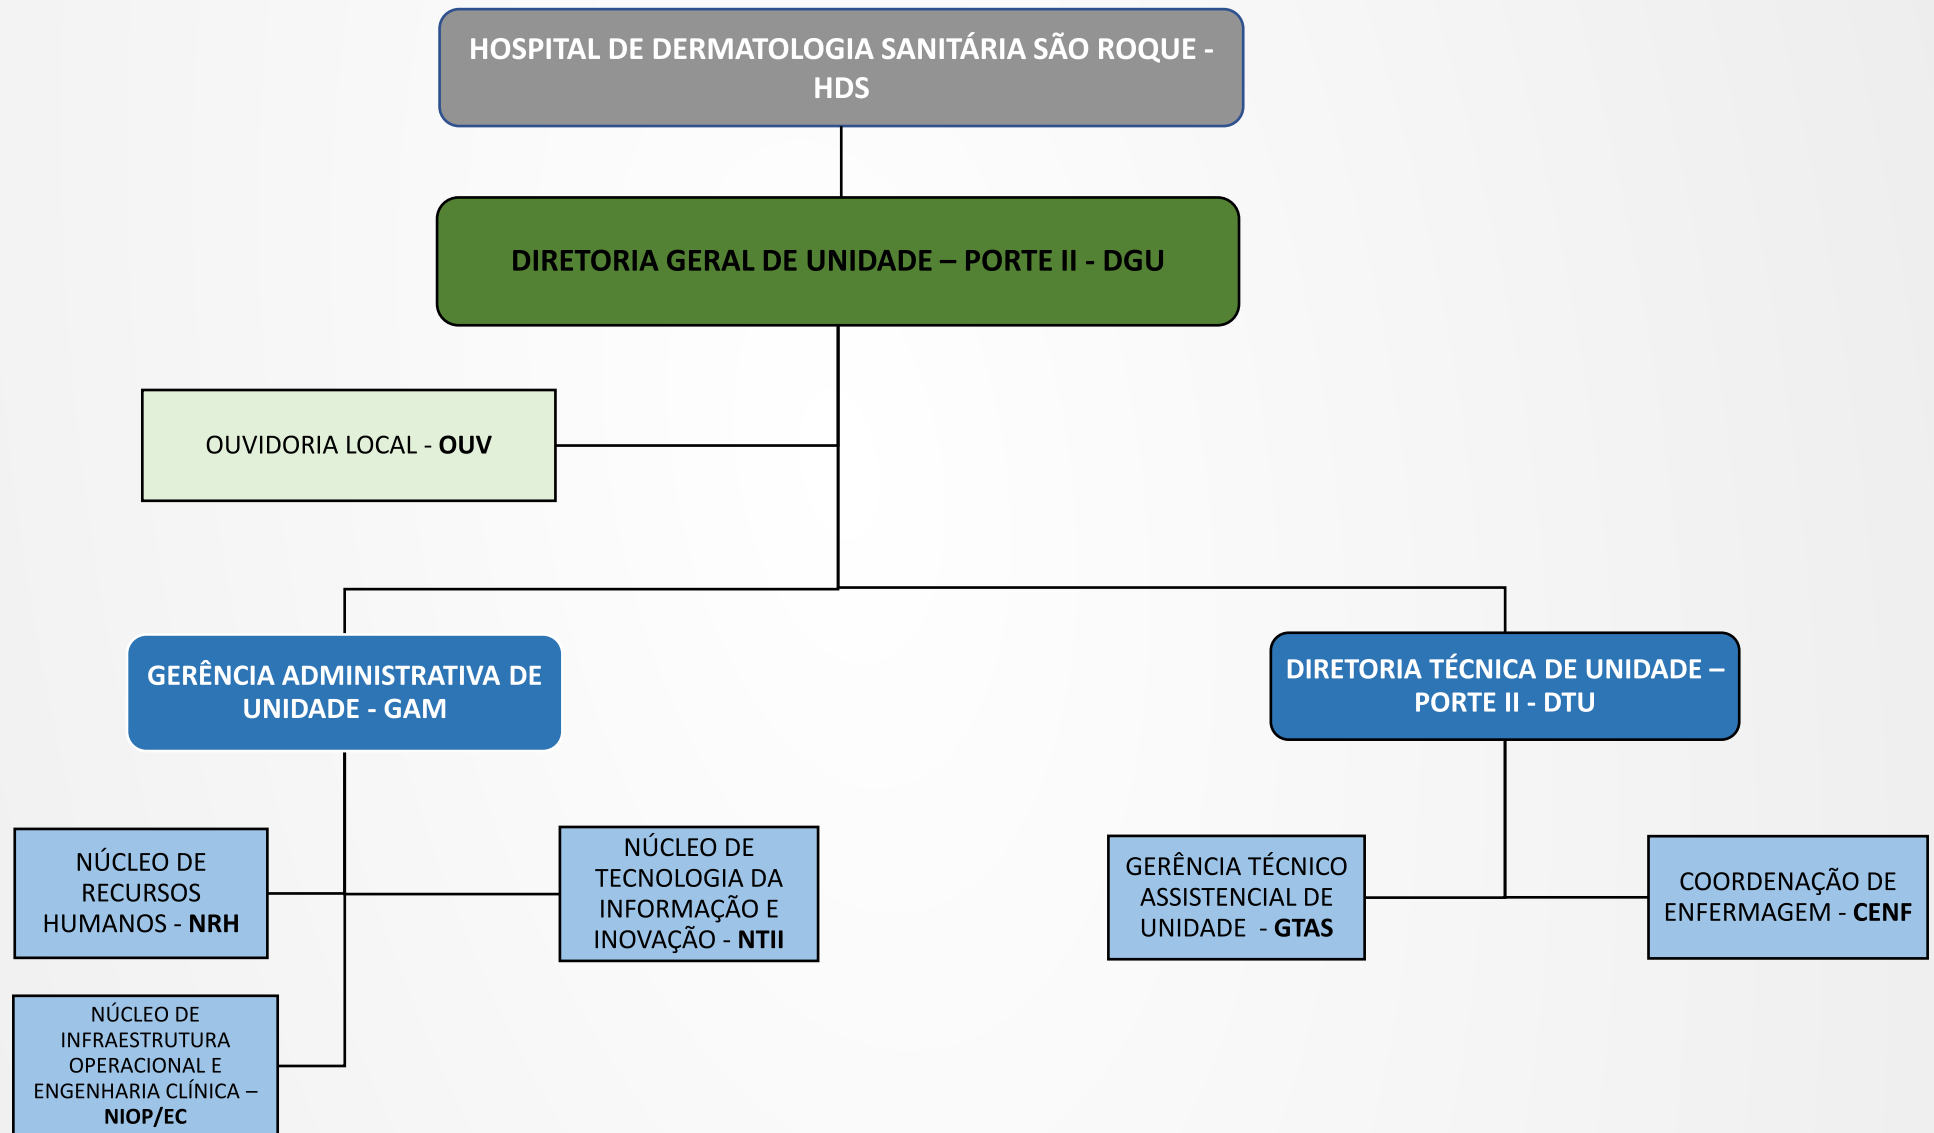 HOSPITAL DE DERMATOLOGIA SANITÁRIA SÃO ROQUE -
HDS
DIRETORIA GERAL DE UNIDADE – PORTE II - DGU
OUVIDORIA LOCAL - OUV
GERÊNCIA ADMINISTRATIVA DE
UNIDADE - GAM
DIRETORIA TÉCNICA DE UNIDADE –
PORTE II - DTU
NÚCLEO DE
RECURSOS
HUMANOS - NRH
NÚCLEO DE
TECNOLOGIA DA
INFORMAÇÃO E
INOVAÇÃO - NTII
GERÊNCIA TÉCNICO
ASSISTENCIAL DE
UNIDADE - GTAS
COORDENAÇÃO DE
ENFERMAGEM - CENF
NÚCLEO DE
INFRAESTRUTURA
OPERACIONAL E
ENGENHARIA CLÍNICA –
NIOP/EC